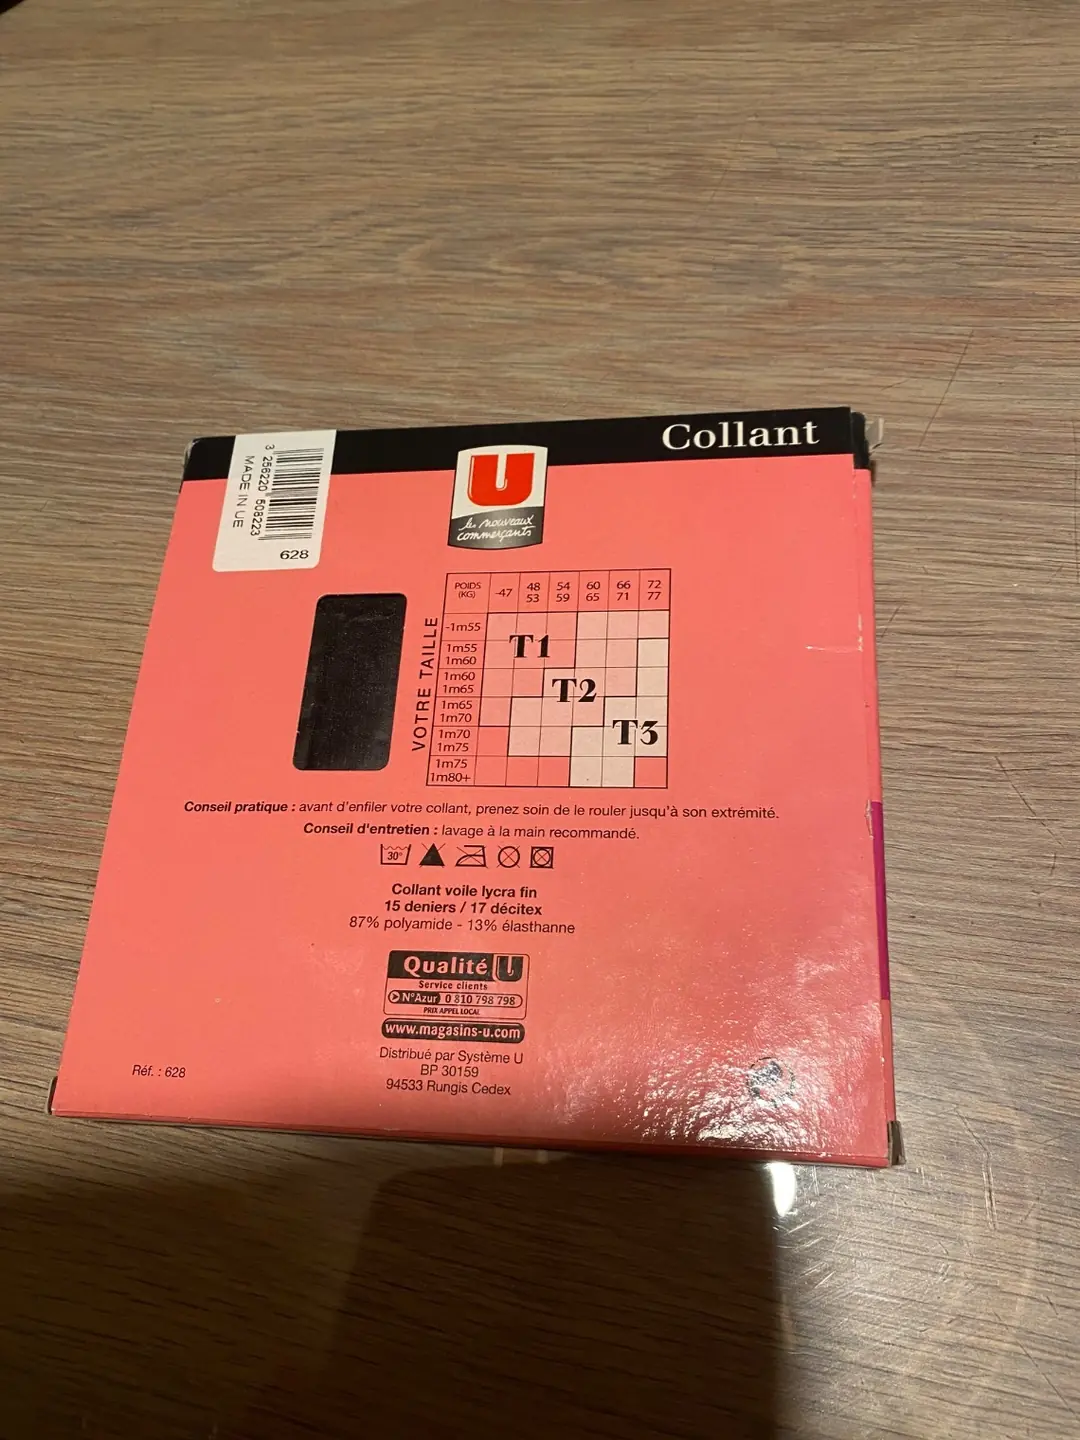 Collant
3 256220 508223
MADE IN UE
628
U
les nouveaux
commerçants
VOTRE TAILLE
POIDS (KG) -47 48 53 54 59 60 65 66 71 72 77
-1m55
1m55 1m60
1m60 1m65
1m65 1m70
1m70 1m75
1m75 1m80+
T1
T2
T3
Conseil pratique : avant d'enfiler votre collant, prenez soin de le rouler jusqu'à son extrémité.
Conseil d'entretien : lavage à la main recommandé.
30°
Collant voile lycra fin
15 deniers / 17 décitex
87% polyamide - 13% élasthanne
Qualité U
Service clients
N°Azur 0 810 798 798
PRIX APPEL LOCAL
www.magasins-u.com
Distribué par Système U
BP 30159
94533 Rungis Cedex
Réf. : 628